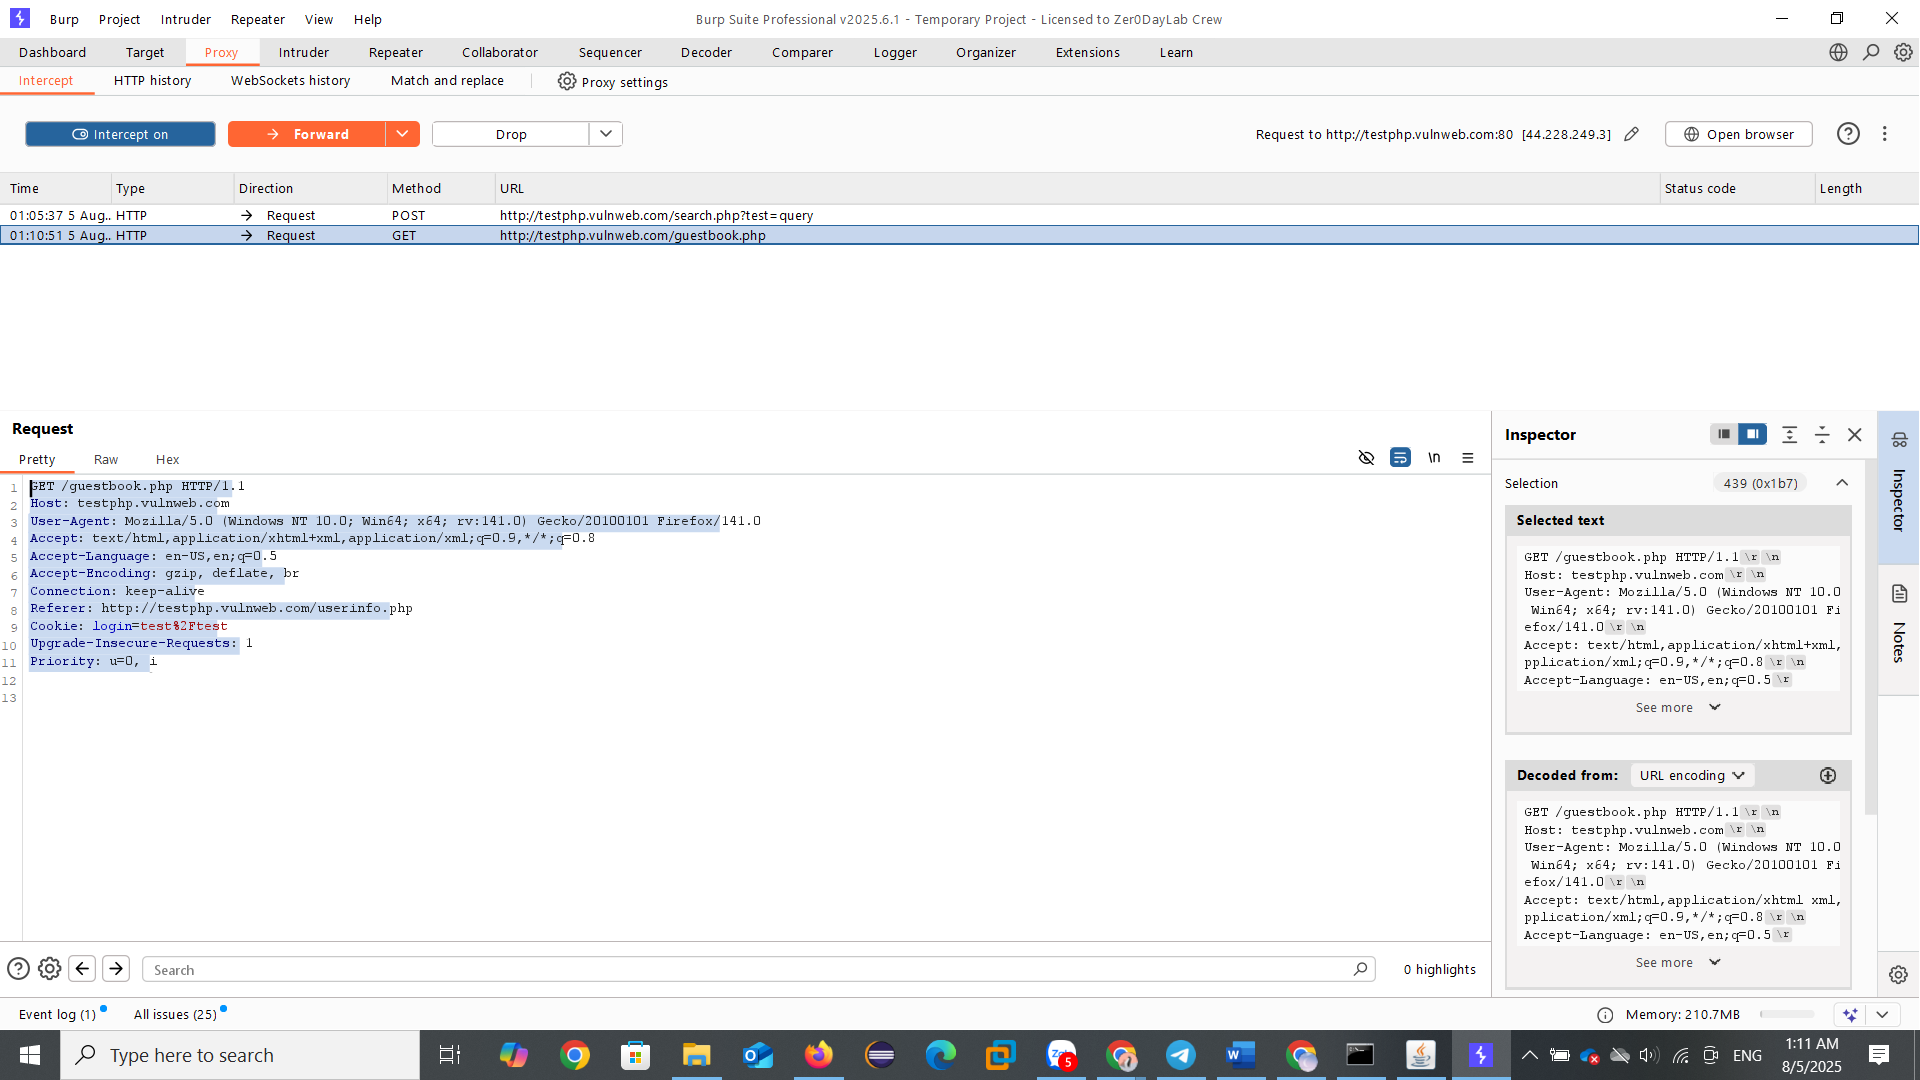 Burp Project Intruder Repeater View Help Burp Suite Professional v2025.6.1 - Temporary Project - Licensed to Zer0DayLab Crew
Dashboard Target Proxy Intruder Repeater Collaborator Sequencer Decoder Comparer Logger Organizer Extensions Learn
Intercept HTTP history WebSockets history Match and replace Proxy settings
Intercept on Forward Drop Request to http://testphp.vulnweb.com:80 [44.228.249.3] Open browser
Time Type Direction Method URL Status code Length
01:05:37 5 Aug.. HTTP → Request POST http://testphp.vulnweb.com/search.php?test=query
01:10:51 5 Aug.. HTTP → Request GET http://testphp.vulnweb.com/guestbook.php
Request
Pretty Raw Hex \n
1 GET /guestbook.php HTTP/1.1
2 Host: testphp.vulnweb.com
3 User-Agent: Mozilla/5.0 (Windows NT 10.0; Win64; x64; rv:141.0) Gecko/20100101 Firefox/141.0
4 Accept: text/html,application/xhtml+xml,application/xml;q=0.9,*/*;q=0.8
5 Accept-Language: en-US,en;q=0.5
6 Accept-Encoding: gzip, deflate, br
7 Connection: keep-alive
8 Referer: http://testphp.vulnweb.com/userinfo.php
9 Cookie: login=test%2Ftest
10 Upgrade-Insecure-Requests: 1
11 Priority: u=0, i
12
13
Inspector
Selection 439 (0x1b7)
Selected text
GET /guestbook.php HTTP/1.1 \r \n
Host: testphp.vulnweb.com \r \n
User-Agent: Mozilla/5.0 (Windows NT 10.0
Win64; x64; rv:141.0) Gecko/20100101 Fi
efox/141.0 \r \n
Accept: text/html,application/xhtml+xml,
pplication/xml;q=0.9,*/*;q=0.8 \r \n
Accept-Language: en-US,en;q=0.5 \r
See more
Decoded from: URL encoding
GET /guestbook.php HTTP/1.1 \r \n
Host: testphp.vulnweb.com \r \n
User-Agent: Mozilla/5.0 (Windows NT 10.0
Win64; x64; rv:141.0) Gecko/20100101 Fi
efox/141.0 \r \n
Accept: text/html,application/xhtml xml,
pplication/xml;q=0.9,*/*;q=0.8 \r \n
Accept-Language: en-US,en;q=0.5 \r
See more
Inspector
Notes
Search 0 highlights
Event log (1) All issues (25) Memory: 210.7MB
Type here to search
5
ENG
1:11 AM
8/5/2025